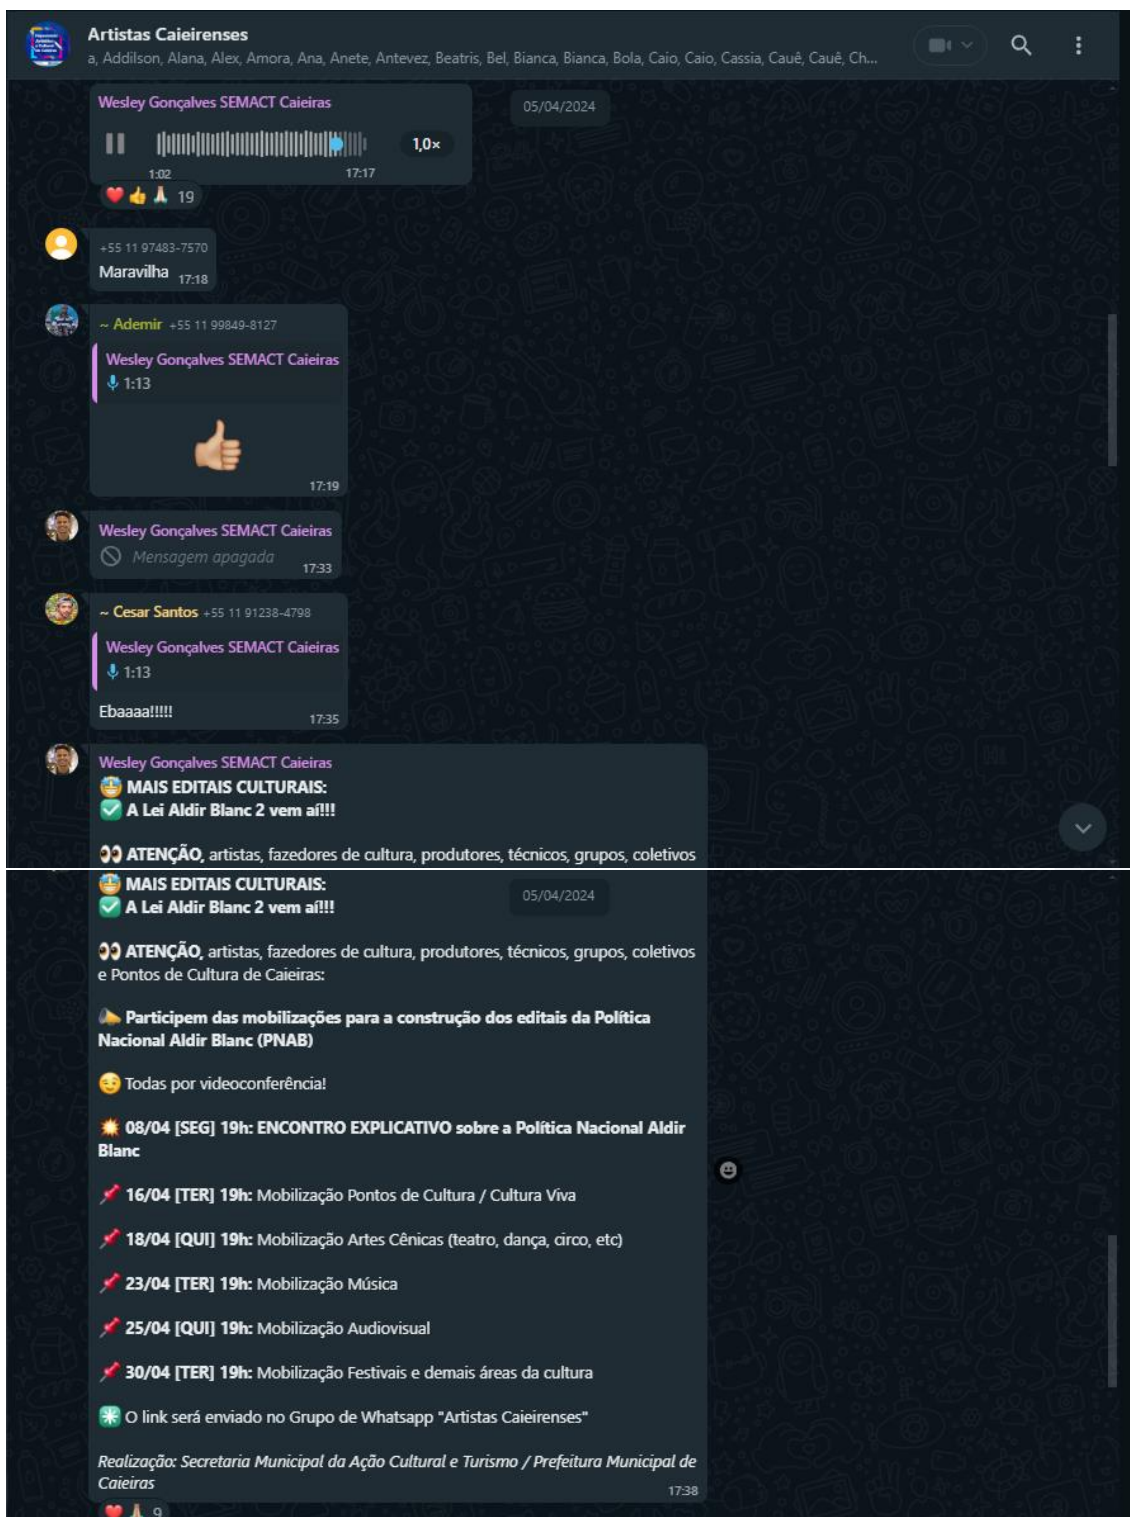 Artistas Caieirenses
a, Addilson, Alana, Alex, Amora, Ana, Anete, Antevez, Beatris, Bel, Bianca, Bianca, Bola, Caio, Caio, Cassia, Cauê, Cauê, Ch...
Wesley Gonçalves SEMACT Caieiras
05/04/2024
1,0×
1:02 17:17
19
+55 11 97483-7570
Maravilha 17:18
~ Ademir +55 11 99849-8127
Wesley Gonçalves SEMACT Caieiras
1:13
17:19
Wesley Gonçalves SEMACT Caieiras
Mensagem apagada 17:33
~ Cesar Santos +55 11 91238-4798
Wesley Gonçalves SEMACT Caieiras
1:13
Ebaaaa!!!!! 17:35
Wesley Gonçalves SEMACT Caieiras
🤩 MAIS EDITAIS CULTURAIS:
✅ A Lei Aldir Blanc 2 vem aí!!!
👀 ATENÇÃO, artistas, fazedores de cultura, produtores, técnicos, grupos, coletivos
🤩 MAIS EDITAIS CULTURAIS:
05/04/2024
✅ A Lei Aldir Blanc 2 vem aí!!!
👀 ATENÇÃO, artistas, fazedores de cultura, produtores, técnicos, grupos, coletivos
e Pontos de Cultura de Caieiras:
📣 Participem das mobilizações para a construção dos editais da Política
Nacional Aldir Blanc (PNAB)
😉 Todas por videoconferência!
💥 08/04 [SEG] 19h: ENCONTRO EXPLICATIVO sobre a Política Nacional Aldir
Blanc
📌 16/04 [TER] 19h: Mobilização Pontos de Cultura / Cultura Viva
📌 18/04 [QUI] 19h: Mobilização Artes Cênicas (teatro, dança, circo, etc)
📌 23/04 [TER] 19h: Mobilização Música
📌 25/04 [QUI] 19h: Mobilização Audiovisual
📌 30/04 [TER] 19h: Mobilização Festivais e demais áreas da cultura
✳️ O link será enviado no Grupo de Whatsapp "Artistas Caieirenses"
Realização: Secretaria Municipal da Ação Cultural e Turismo / Prefeitura Municipal de
Caieiras
17:38
9